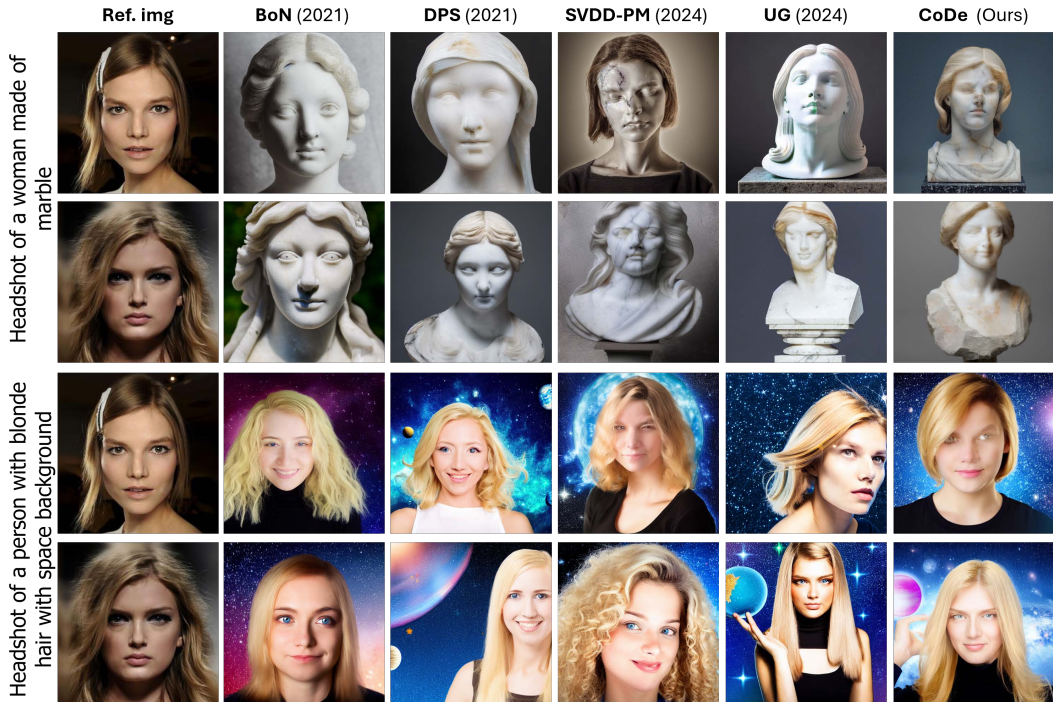 Ref. img BoN (2021) DPS (2021) SVDD-PM (2024) UG (2024) CoDe (Ours)
Headshot of a woman made of
marble
Headshot of a person with blonde
hair with space background